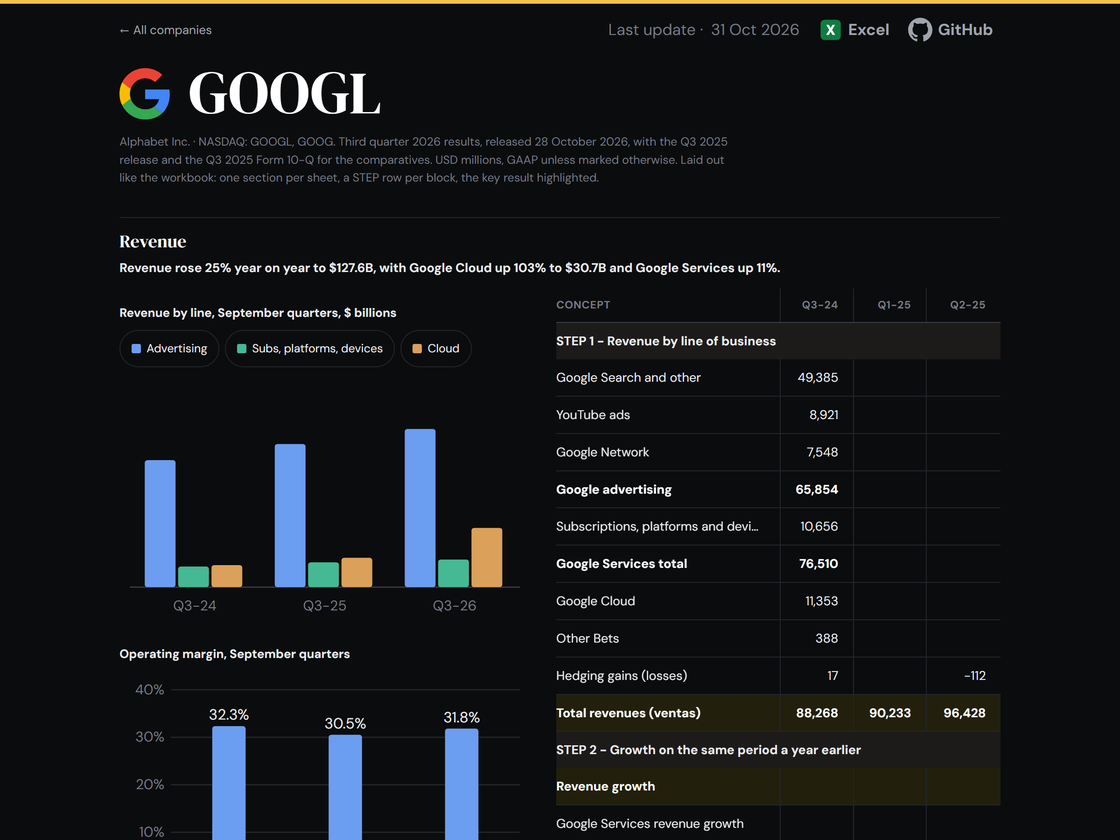 ← All companies
Last update · 31 Oct 2026
X Excel
GitHub
GOOGL
Alphabet Inc. · NASDAQ: GOOGL, GOOG. Third quarter 2026 results, released 28 October 2026, with the Q3 2025
release and the Q3 2025 Form 10-Q for the comparatives. USD millions, GAAP unless marked otherwise. Laid out
like the workbook: one section per sheet, a STEP row per block, the key result highlighted.
Revenue
Revenue rose 25% year on year to $127.6B, with Google Cloud up 103% to $30.7B and Google Services up 11%.
Revenue by line, September quarters, $ billions
Advertising
Subs, platforms, devices
Cloud
Q3-24
Q3-25
Q3-26
Operating margin, September quarters
40%
30%
20%
10%
32.3%
30.5%
31.8%
CONCEPT Q3-24 Q1-25 Q2-25
STEP 1 - Revenue by line of business
Google Search and other 49,385
YouTube ads 8,921
Google Network 7,548
Google advertising 65,854
Subscriptions, platforms and devi... 10,656
Google Services total 76,510
Google Cloud 11,353
Other Bets 388
Hedging gains (losses) 17 -112
Total revenues (ventas) 88,268 90,233 96,428
STEP 2 - Growth on the same period a year earlier
Revenue growth
Google Services revenue growth